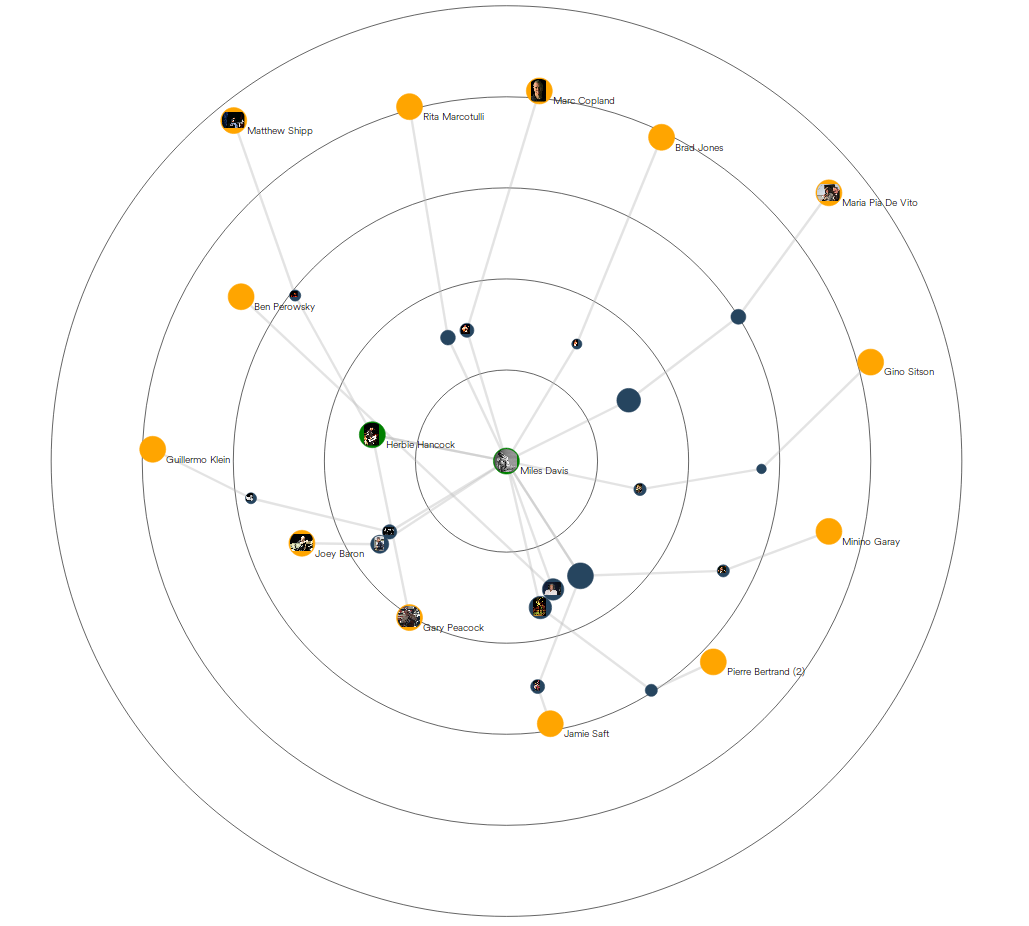 Marc Copland
Rita Marcotulli
Matthew Shipp
Brad Jones
Maria Pia De Vito
Ben Perowsky
Gino Sitson
Herbie Hancock
Guillermo Klein
Miles Davis
Minino Garay
Joey Baron
Gary Peacock
Pierre Bertrand (2)
Jamie Saft